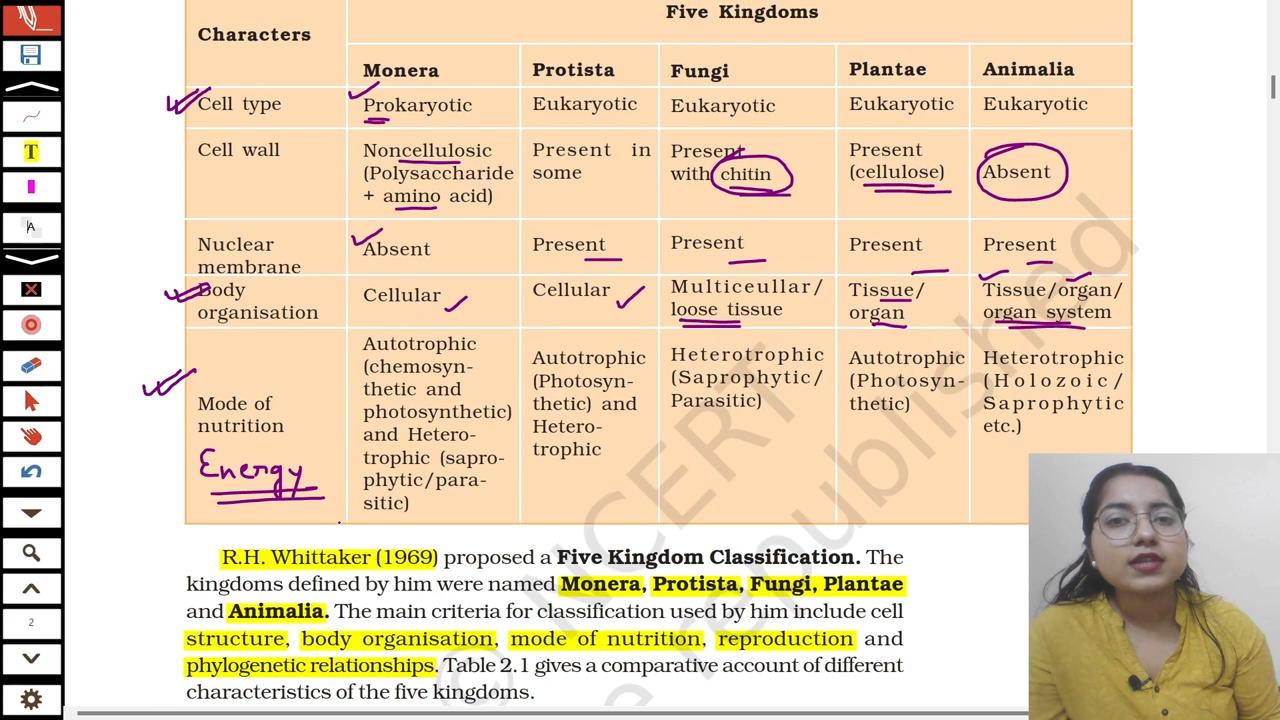 Five Kingdoms
Characters
Monera Protista Fungi Plantae Animalia
Cell type Prokaryotic Eukaryotic Eukaryotic Eukaryotic Eukaryotic
Cell wall
Noncellulosic
(Polysaccharide
+ amino acid)
Present in
some
Present
with chitin
Present
(cellulose)
Absent
Nuclear
membrane
Absent
Present
Present
Present
Present
Body
organisation
Cellular
Cellular
Multiceullar/
loose tissue
Tissue/
organ
Tissue/organ/
organ system
Mode of
nutrition
Energy
Autotrophic
(chemosyn-
thetic and
photosynthetic)
and Hetero-
trophic (sapro-
phytic/para-
sitic)
Autotrophic
(Photosyn-
thetic) and
Hetero-
trophic
Heterotrophic
(Saprophytic/
Parasitic)
Autotrophic
(Photosyn-
thetic)
Heterotrophic
(Holozoic/
Saprophytic
etc.)
R.H. Whittaker (1969) proposed a Five Kingdom Classification. The
kingdoms defined by him were named Monera, Protista, Fungi, Plantae
and Animalia. The main criteria for classification used by him include cell
structure, body organisation, mode of nutrition, reproduction and
phylogenetic relationships. Table 2.1 gives a comparative account of different
characteristics of the five kingdoms.
© NCERT
be republished
T
A
2